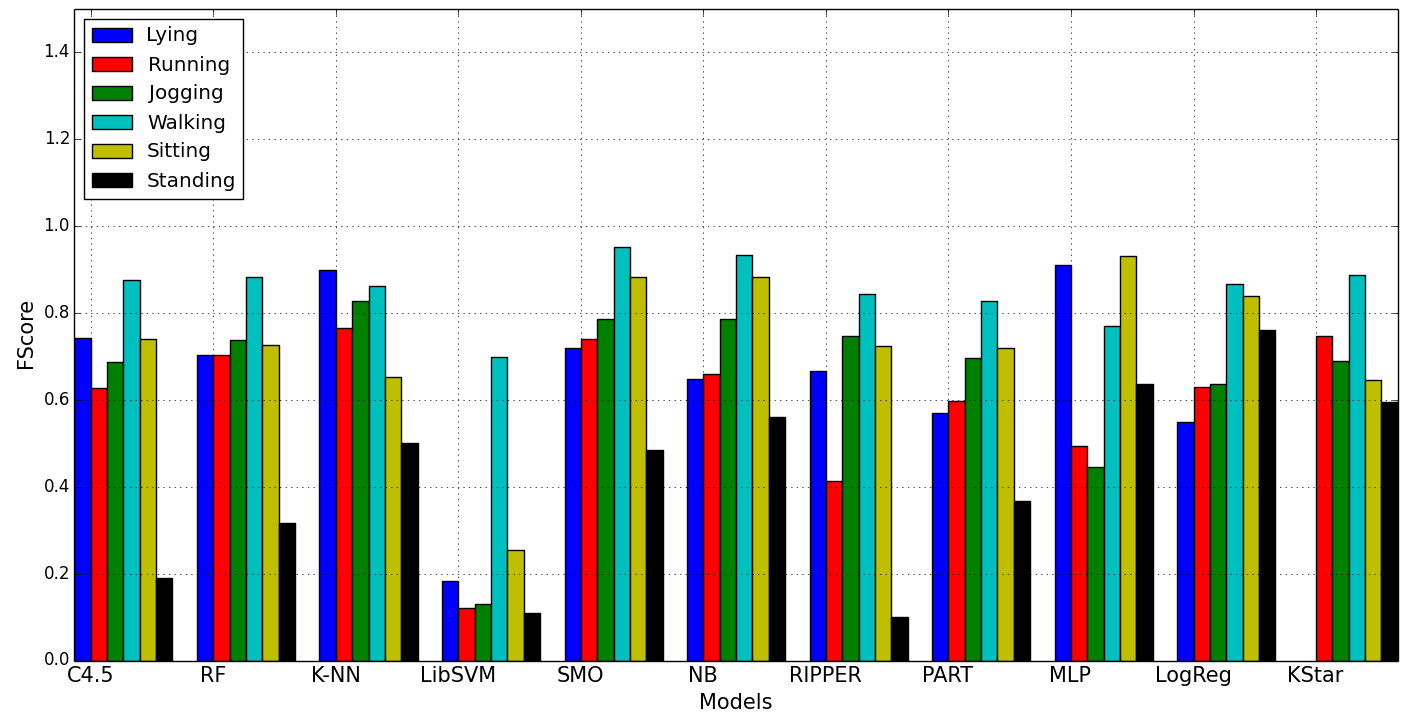 1.4
1.2
1.0
0.8
0.6
0.4
0.2
0.0
FScore
Lying
Running
Jogging
Walking
Sitting
Standing
C4.5 RF K-NN LibSVM SMO NB RIPPER PART MLP LogReg KStar
Models